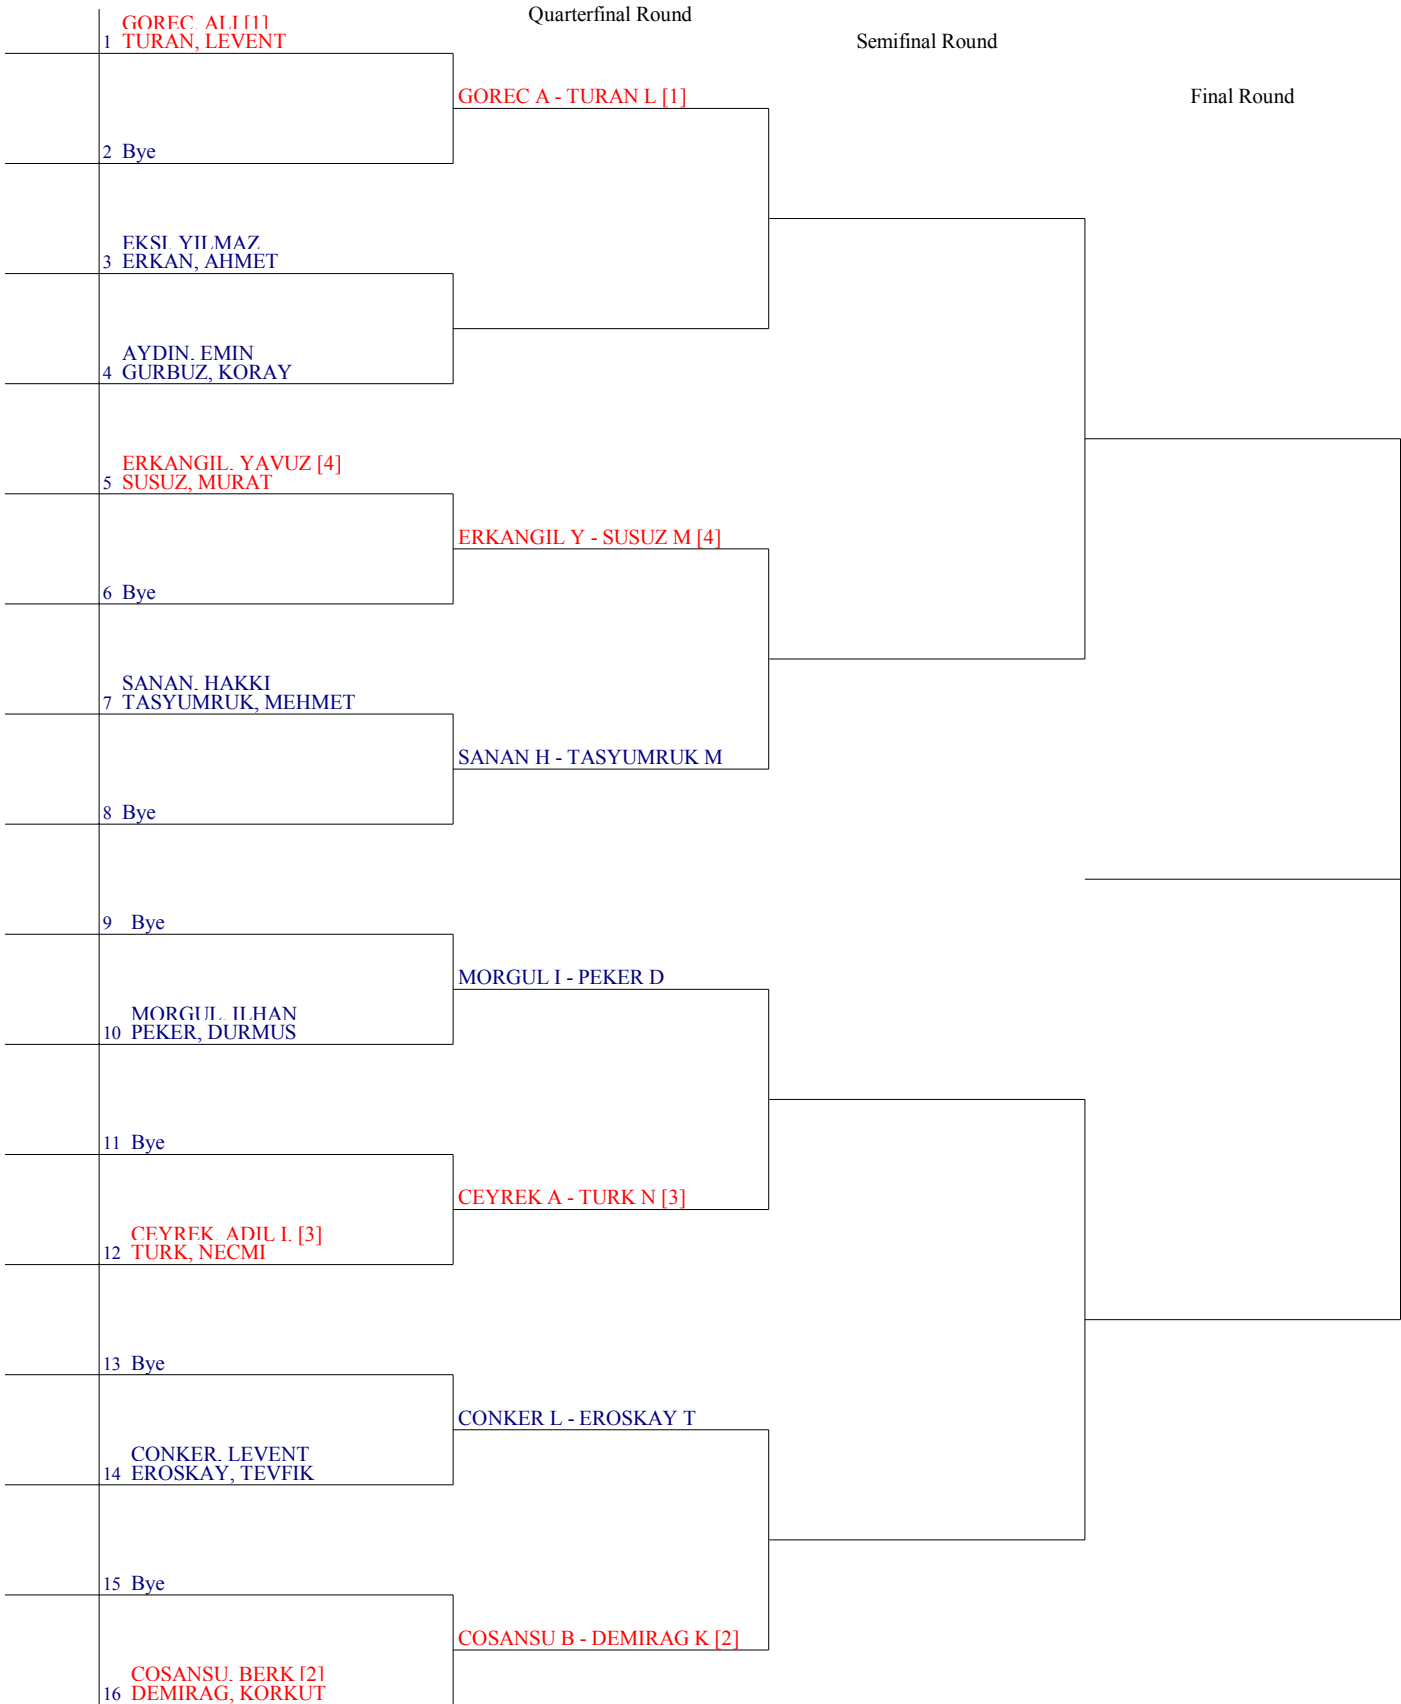 Quarterfinal Round
Semifinal Round
Final Round
GOREC, ALI [1]
1 TURAN, LEVENT
GOREC A - TURAN L [1]
2 Bye
EKSI, YILMAZ
3 ERKAN, AHMET
AYDIN, EMIN
4 GURBUZ, KORAY
ERKANGIL, YAVUZ [4]
5 SUSUZ, MURAT
ERKANGIL Y - SUSUZ M [4]
6 Bye
SANAN, HAKKI
7 TASYUMRUK, MEHMET
SANAN H - TASYUMRUK M
8 Bye
9 Bye
MORGUL I - PEKER D
MORGUL, ILHAN
10 PEKER, DURMUS
11 Bye
CEYREK A - TURK N [3]
CEYREK, ADIL I. [3]
12 TURK, NECMI
13 Bye
CONKER L - EROSKAY T
CONKER, LEVENT
14 EROSKAY, TEVFIK
15 Bye
COSANSU B - DEMIRAG K [2]
COSANSU, BERK [2]
16 DEMIRAG, KORKUT